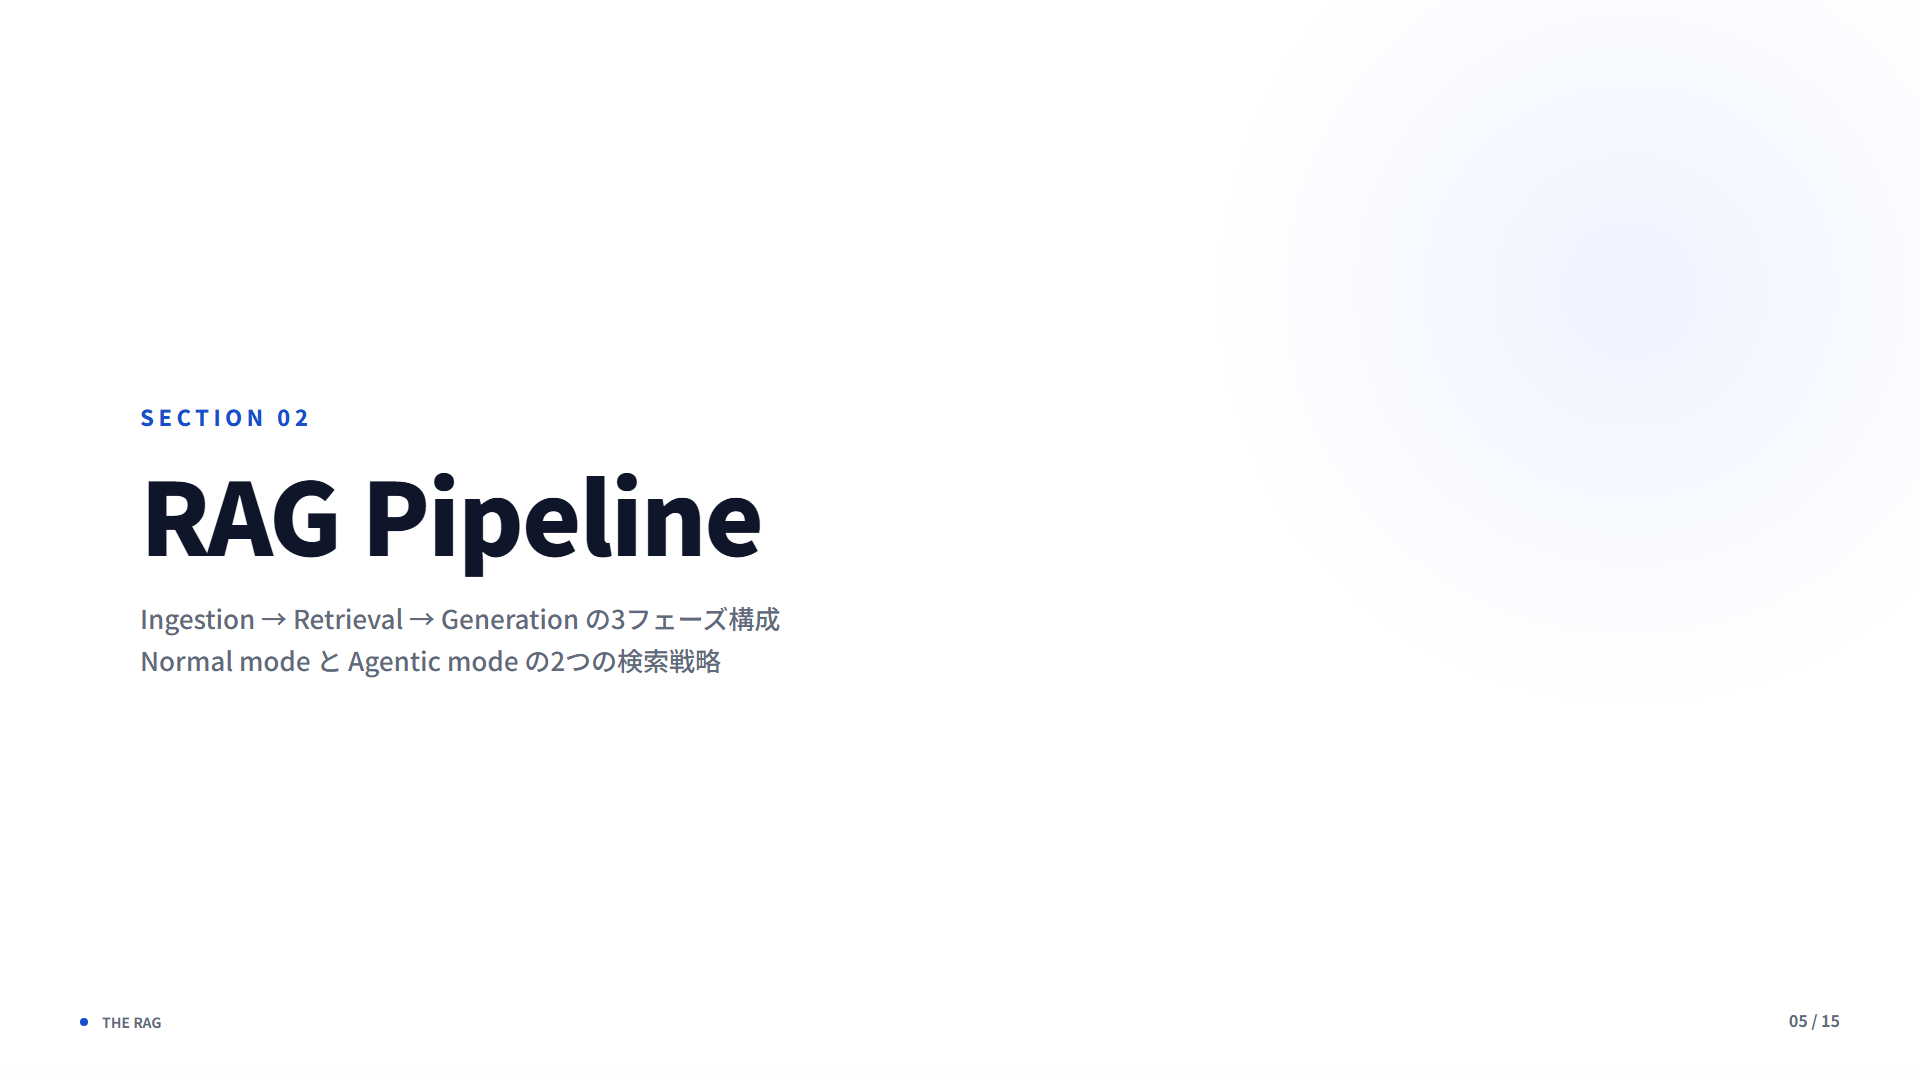 SECTION 02
RAG Pipeline
Ingestion → Retrieval → Generation の3フェーズ構成
Normal mode と Agentic mode の2つの検索戦略
THE RAG
05 / 15